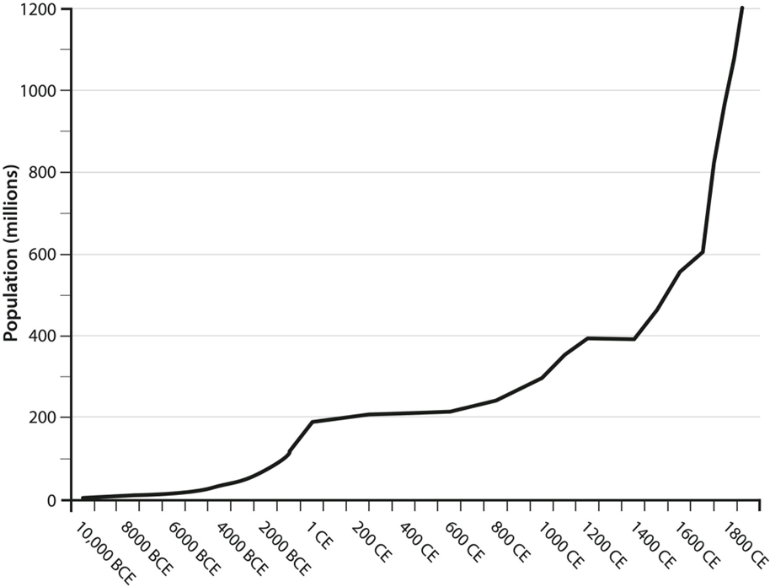 1200
1000
800
600
400
200
0
Population (millions)
10,000 BCE
8000 BCE
6000 BCE
4000 BCE
2000 BCE
1 CE
200 CE
400 CE
600 CE
800 CE
1000 CE
1200 CE
1400 CE
1600 CE
1800 CE